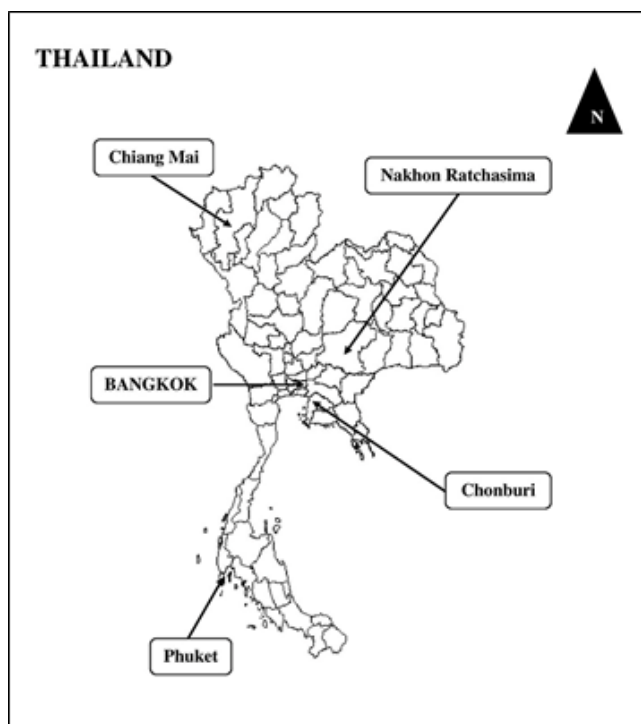 THAILAND
N
Chiang Mai
Nakhon Ratchasima
BANGKOK
Chonburi
Phuket